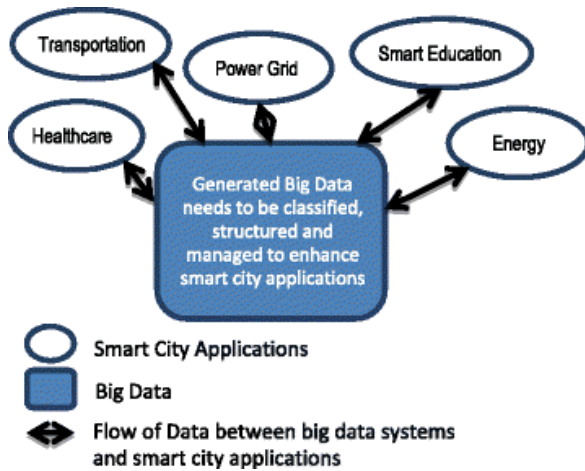 Transportation
Power Grid
Smart Education
Healthcare
Energy
Generated Big Data
needs to be classified,
structured and
managed to enhance
smart city applications
Smart City Applications
Big Data
Flow of Data between big data systems
and smart city applications